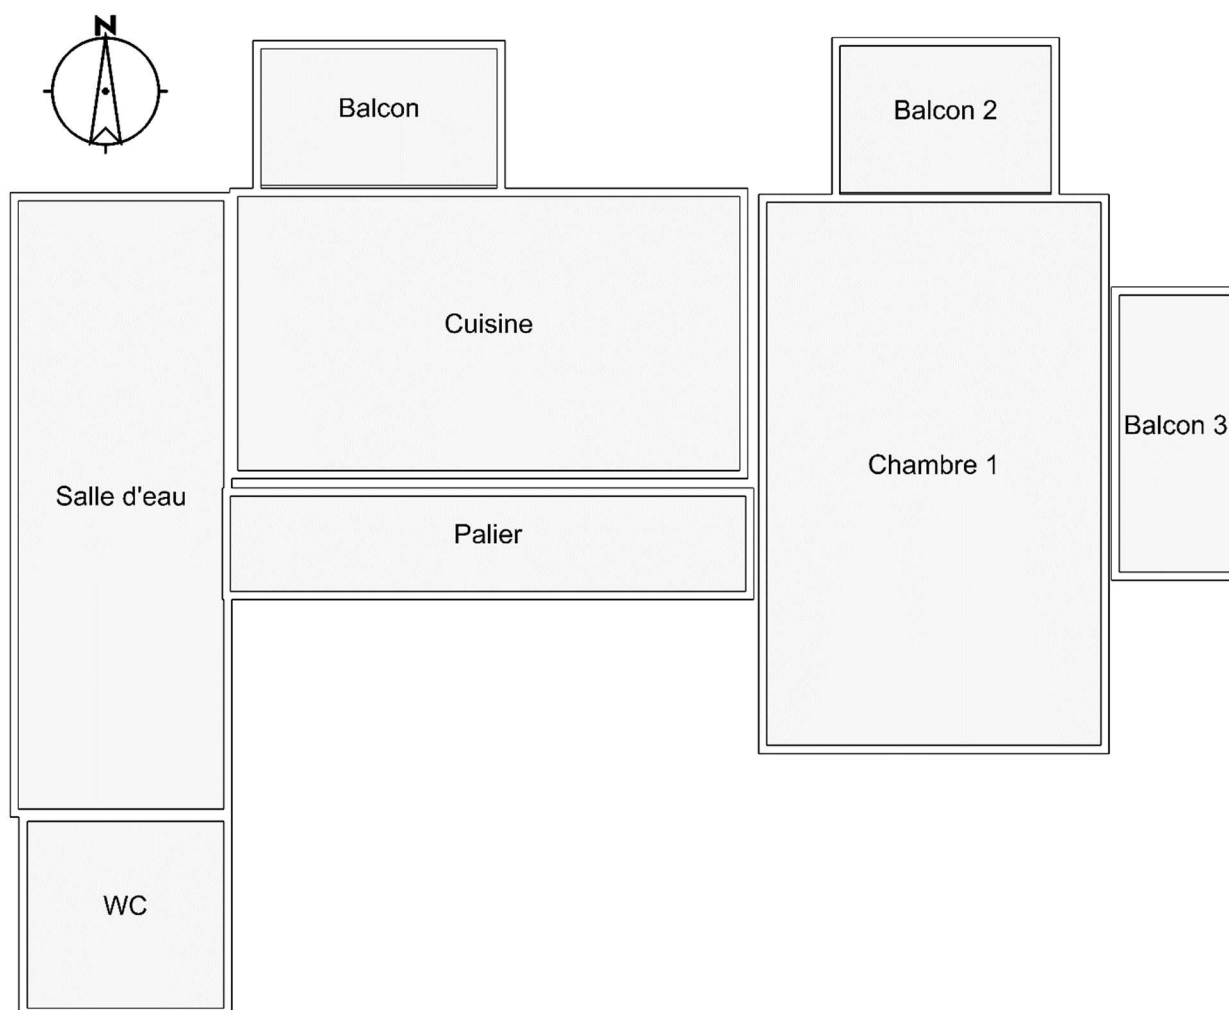 N
Balcon
Balcon 2
Cuisine
Balcon 3
Chambre 1
Salle d'eau
Palier
WC